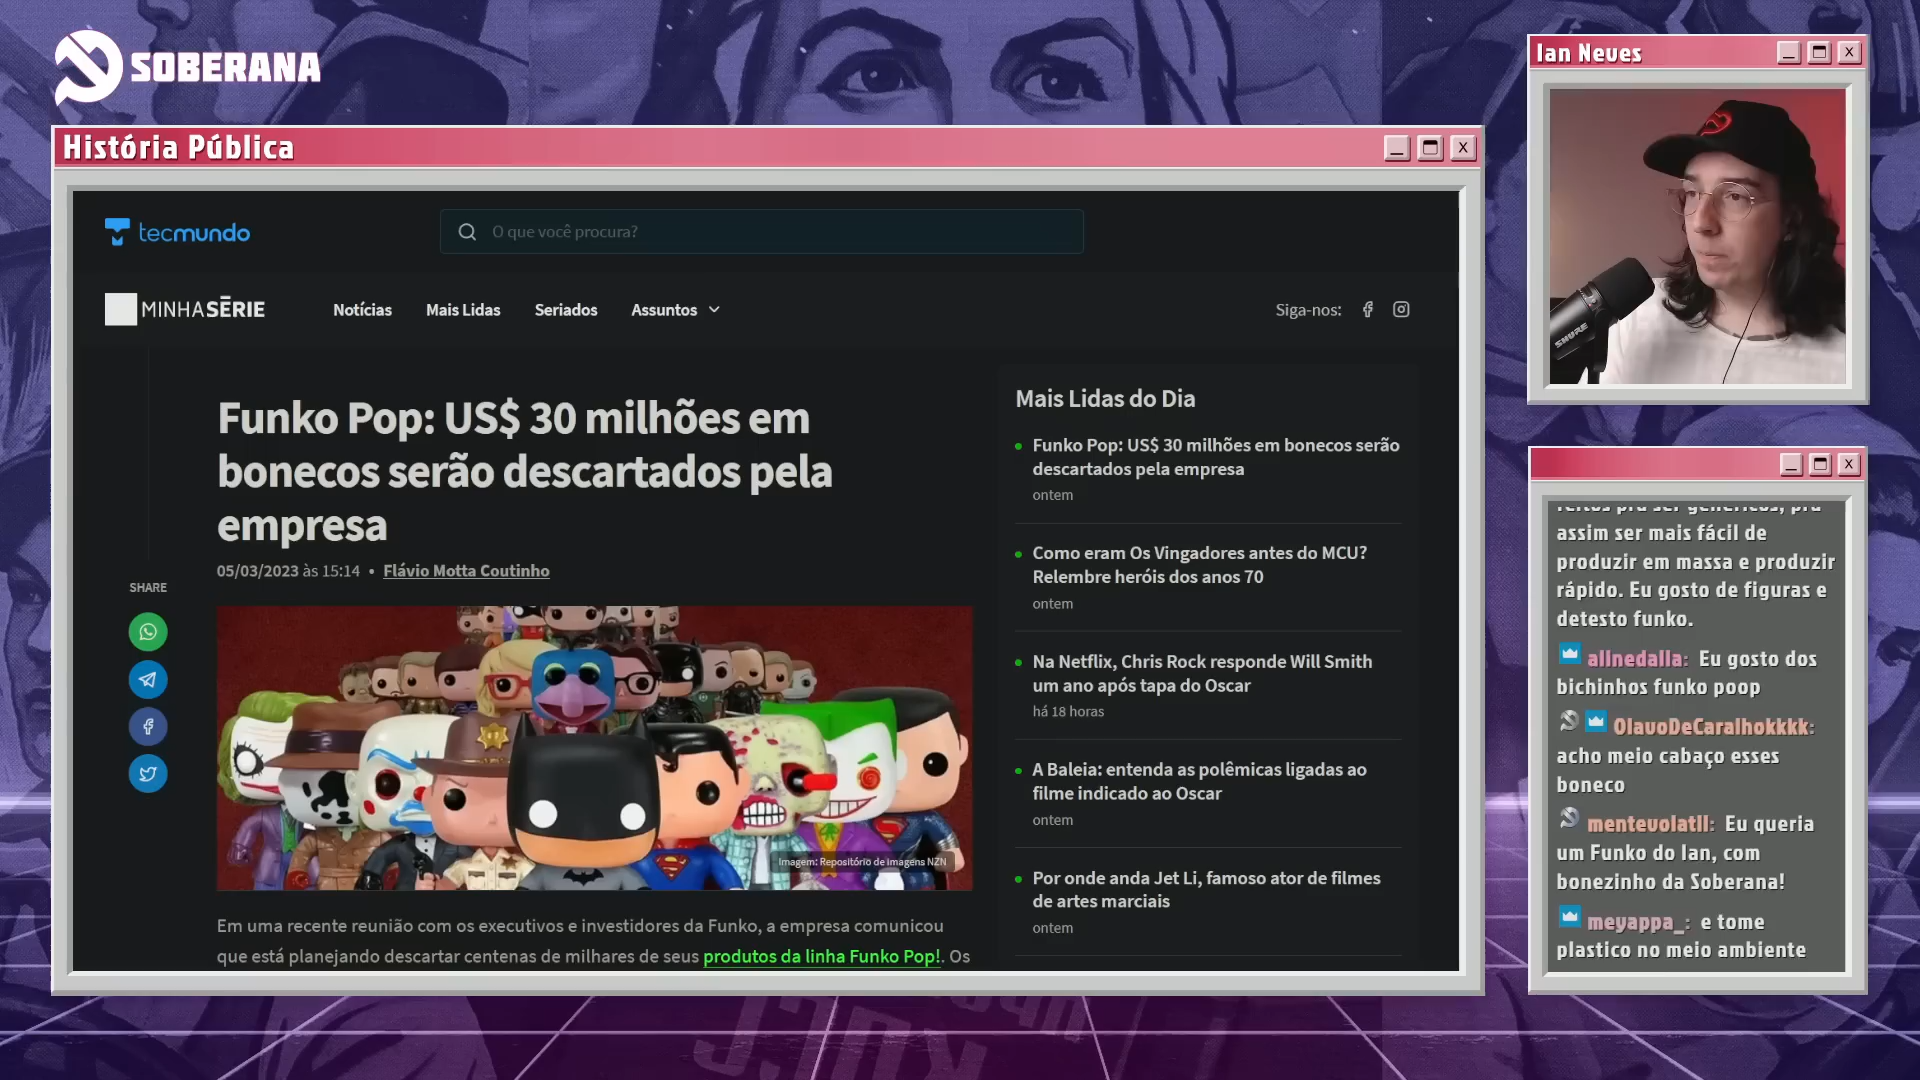 SOBERANA
História Pública
tecmundo
O que você procura?
MINHA SÉRIE
Notícias
Mais Lidas
Seriados
Assuntos
Siga-nos:
Funko Pop: US$ 30 milhões em
bonecos serão descartados pela
empresa
05/03/2023 às 15:14 • Flávio Motta Coutinho
SHARE
Imagem: Repositório de Imagens NZN
Em uma recente reunião com os executivos e investidores da Funko, a empresa comunicou
que está planejando descartar centenas de milhares de seus produtos da linha Funko Pop!. Os
Mais Lidas do Dia
Funko Pop: US$ 30 milhões em bonecos serão
descartados pela empresa
ontem
Como eram Os Vingadores antes do MCU?
Relembre heróis dos anos 70
ontem
Na Netflix, Chris Rock responde Will Smith
um ano após tapa do Oscar
há 18 horas
A Baleia: entenda as polêmicas ligadas ao
filme indicado ao Oscar
ontem
Por onde anda Jet Li, famoso ator de filmes
de artes marciais
ontem
Ian Neves
SHURE
feitos pra ser genéricos, pra
assim ser mais fácil de
produzir em massa e produzir
rápido. Eu gosto de figuras e
detesto funko.
alinedalla: Eu gosto dos
bichinhos funko poop
OlavoDeCaralhokkkk:
acho meio cabaço esses
boneco
mentevolatil: Eu queria
um Funko do Ian, com
bonezinho da Soberana!
meyappa_: e tome
plastico no meio ambiente